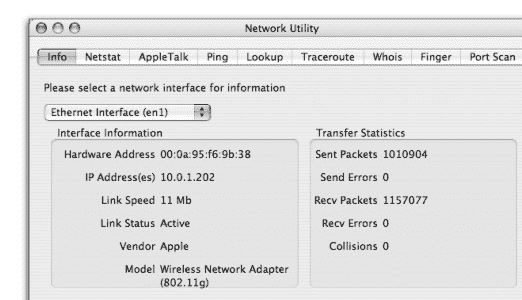 Network Utility
Info Netstat AppleTalk Ping Lookup Traceroute Whois Finger Port Scan
Please select a network interface for information
Ethernet Interface (en1)
Interface Information
Hardware Address 00:0a:95:f6:9b:38
IP Address(es) 10.0.1.202
Link Speed 11 Mb
Link Status Active
Vendor Apple
Model Wireless Network Adapter
(802.11g)
Transfer Statistics
Sent Packets 1010904
Send Errors 0
Recv Packets 1157077
Recv Errors 0
Collisions 0